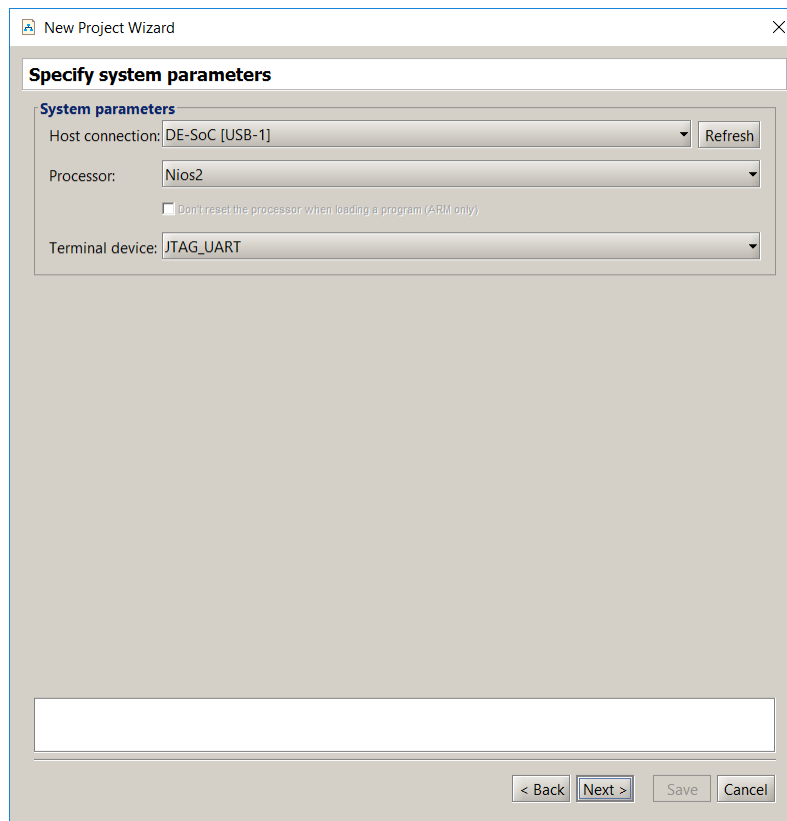 New Project Wizard
Specify system parameters
System parameters
Host connection: DE-SoC [USB-1] Refresh
Processor: Nios2
Don't reset the processor when loading a program (ARM only)
Terminal device: JTAG_UART
< Back Next > Save Cancel